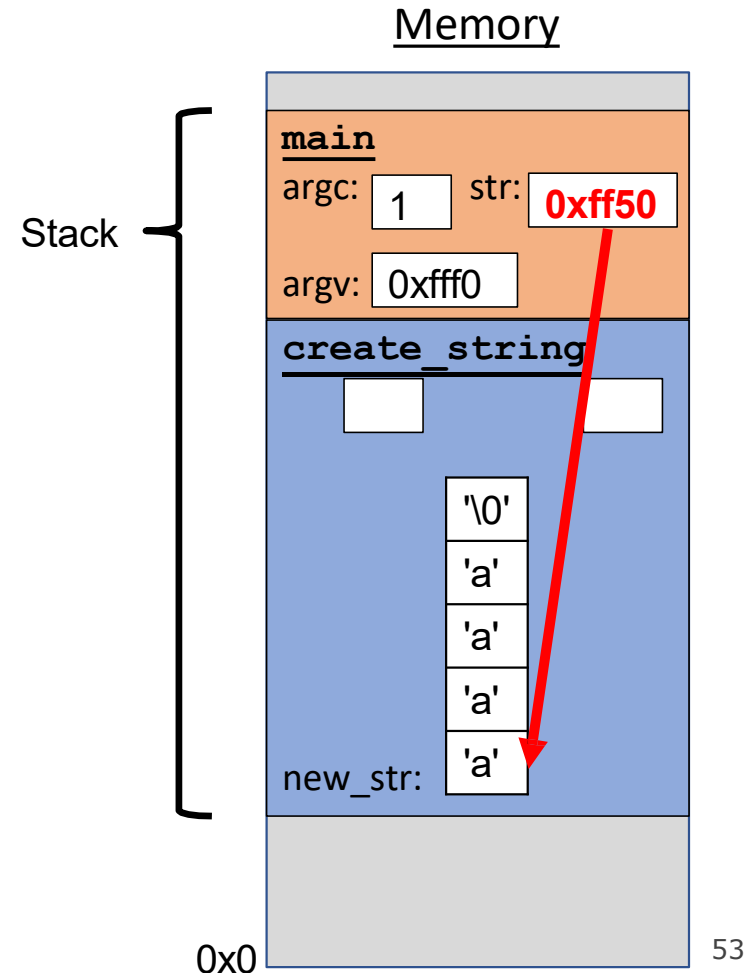 Memory
main
argc: 1 str: 0xff50
Stack
argv: 0xfff0
create_string
'\0'
'a'
'a'
'a'
new_str: 'a'
0x0
53